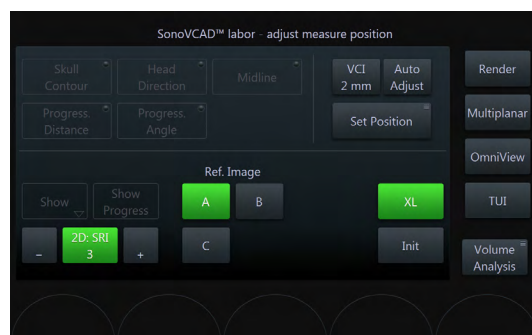 SonoVCAD™ labor - adjust measure position
Skull
Contour
Head
Direction
Midline
VCI
2 mm
Auto
Adjust
Render
Progress.
Distance
Progress.
Angle
Set Position
Multiplanar
Ref. Image
OmniView
Show
Show
Progress
A
B
XL
TUI
–
2D: SRI
3
+
C
Init
Volume
Analysis